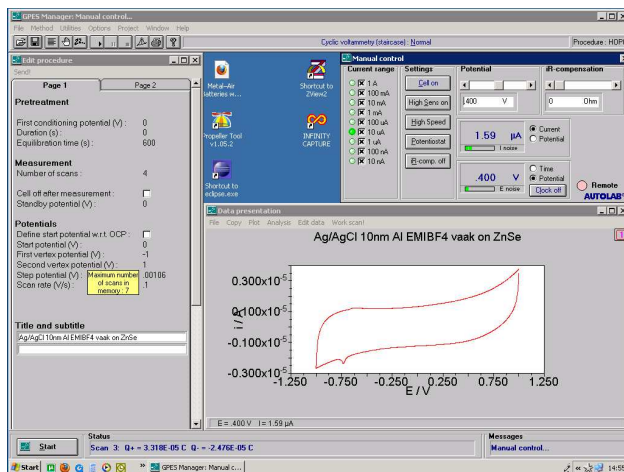 GPES Manager: Manual control...
File Method Utilities Options Project Window Help
Cyclic voltammetry (staircase): Normal
Procedure: HOPG
Edit procedure
Send!
Page 1
Page 2
Pretreatment
First conditioning potential (V): 0
Duration (s): 0
Equilibration time (s): 600
Measurement
Number of scans: 4
Cell off after measurement:
Standby potential (V): 0
Potentials
Define start potential w.r.t. OCP:
Start potential (V): 0
First vertex potential (V): -1
Second vertex potential (V): 1
Step potential (V): .00106
Scan rate (V/s): .1
Maximum number
of scans in
memory: 7
Title and subtitle
Ag/AgCl 10nm Al EMIBF4 vaak on ZnSe
Metal-Air
Batteries w...
Shortcut to
ZView2
Propeller Tool
v1.05.2
INFINITY
CAPTURE
Shortcut to
eclipse.exe
Manual control
Current range
1 A
100 mA
10 mA
1 mA
100 uA
10 uA
1 uA
100 nA
10 nA
Settings
Cell on
High Sens on
High Speed
Potentiostat
iR-comp. off
Potential
.400 V
iR-compensation
0 Ohm
1.59 µA
I noise
Current
Potential
.400 V
E noise
Time
Potential
Clock off
Remote
AUTOLAB
Data presentation
File Copy Plot Analysis Edit data Work scan!
Ag/AgCl 10nm Al EMIBF4 vaak on ZnSe
1
0.300x10-5
0.100x10-5
-0.100x10-5
-0.300x10-5
i / A
-1.250 -0.750 -0.250 0.250 0.750 1.250
E / V
E = .400 V I = 1.59 µA
Start
Status
Scan 3: Q+ = 3.318E-05 C Q- = -2.476E-05 C
Messages
Manual control...
Start
GPES Manager: Manual c...
14:55